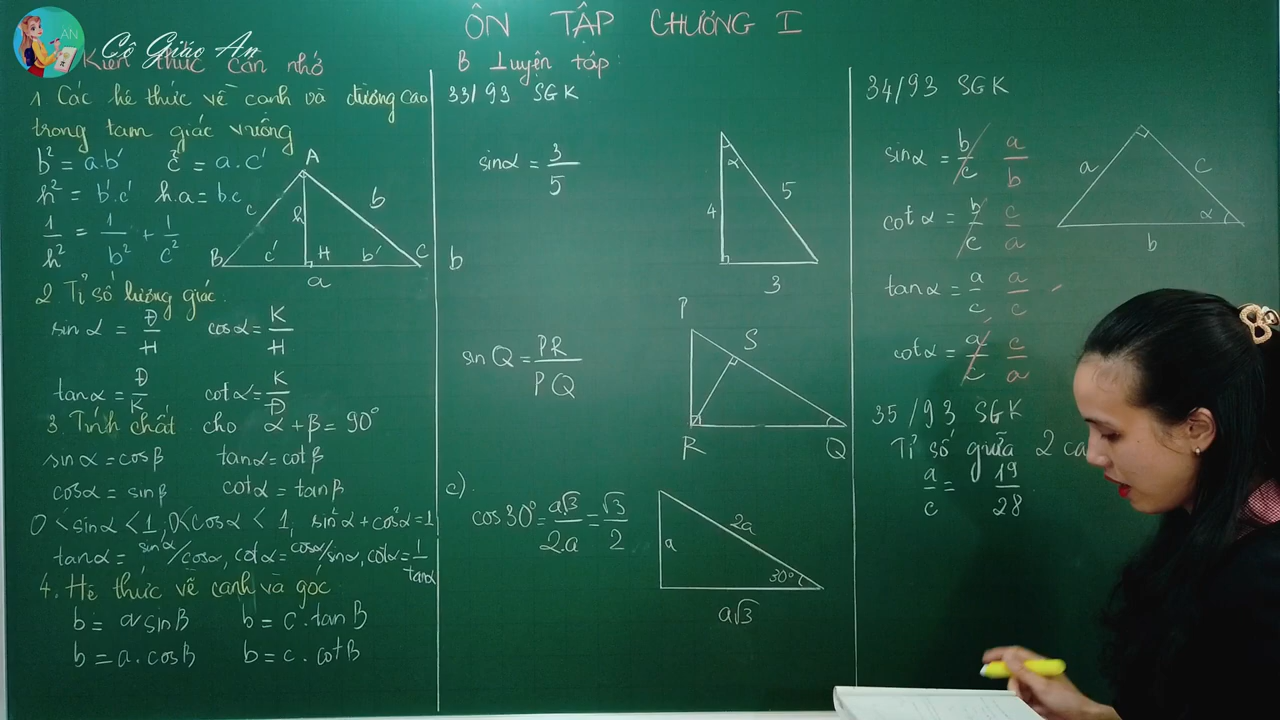 ÔN TẬP CHƯƠNG I
AN
Cô Giáo An
Kiến thức cần nhớ
1 Các hệ thức về cạnh và đường cao
trong tam giác vuông
b² = a.b' c² = a.c'
h² = b'.c' h.a = b.c
1/h² = 1/b² + 1/c²
A
c h b
B c' H b' C
a
2. Tỉ số lượng giác
sin α = Đ/H cos α = K/H
tan α = Đ/K cot α = K/Đ
3. Tính chất cho α + β = 90°
sin α = cos β tan α = cot β
cos α = sin β cot α = tan β
0 < sin α < 1; 0 < cos α < 1; sin²α + cos²α = 1
tan α = sin α/cos α, cot α = cos α/sin α, cot α = 1/tan α
4. Hệ thức về cạnh và góc
b = a sin B b = c.tan B
b = a.cos B b = c.cot B
B Luyện tập:
33/93 SGK
sin α = 3/5
α
4 5
3
b
sin Q = PR/PQ
P
S
R Q
c).
cos 30° = a√3/2.a = √3/2
a 2a
30°
a√3
34/93 SGK
sin α = b/c a/b
cot α = b/c c/a
tan α = a/c a/c
cot α = a/c c/a
a c
α
b
35/93 SGK
Tỉ số giữa 2
a/c = 19/28